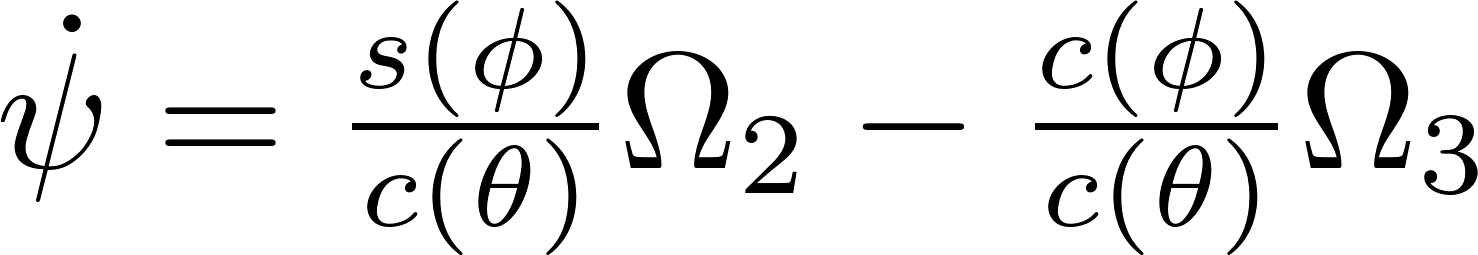 ψ̇ = s(ϕ)/c(θ) Ω₂ − c(ϕ)/c(θ) Ω₃